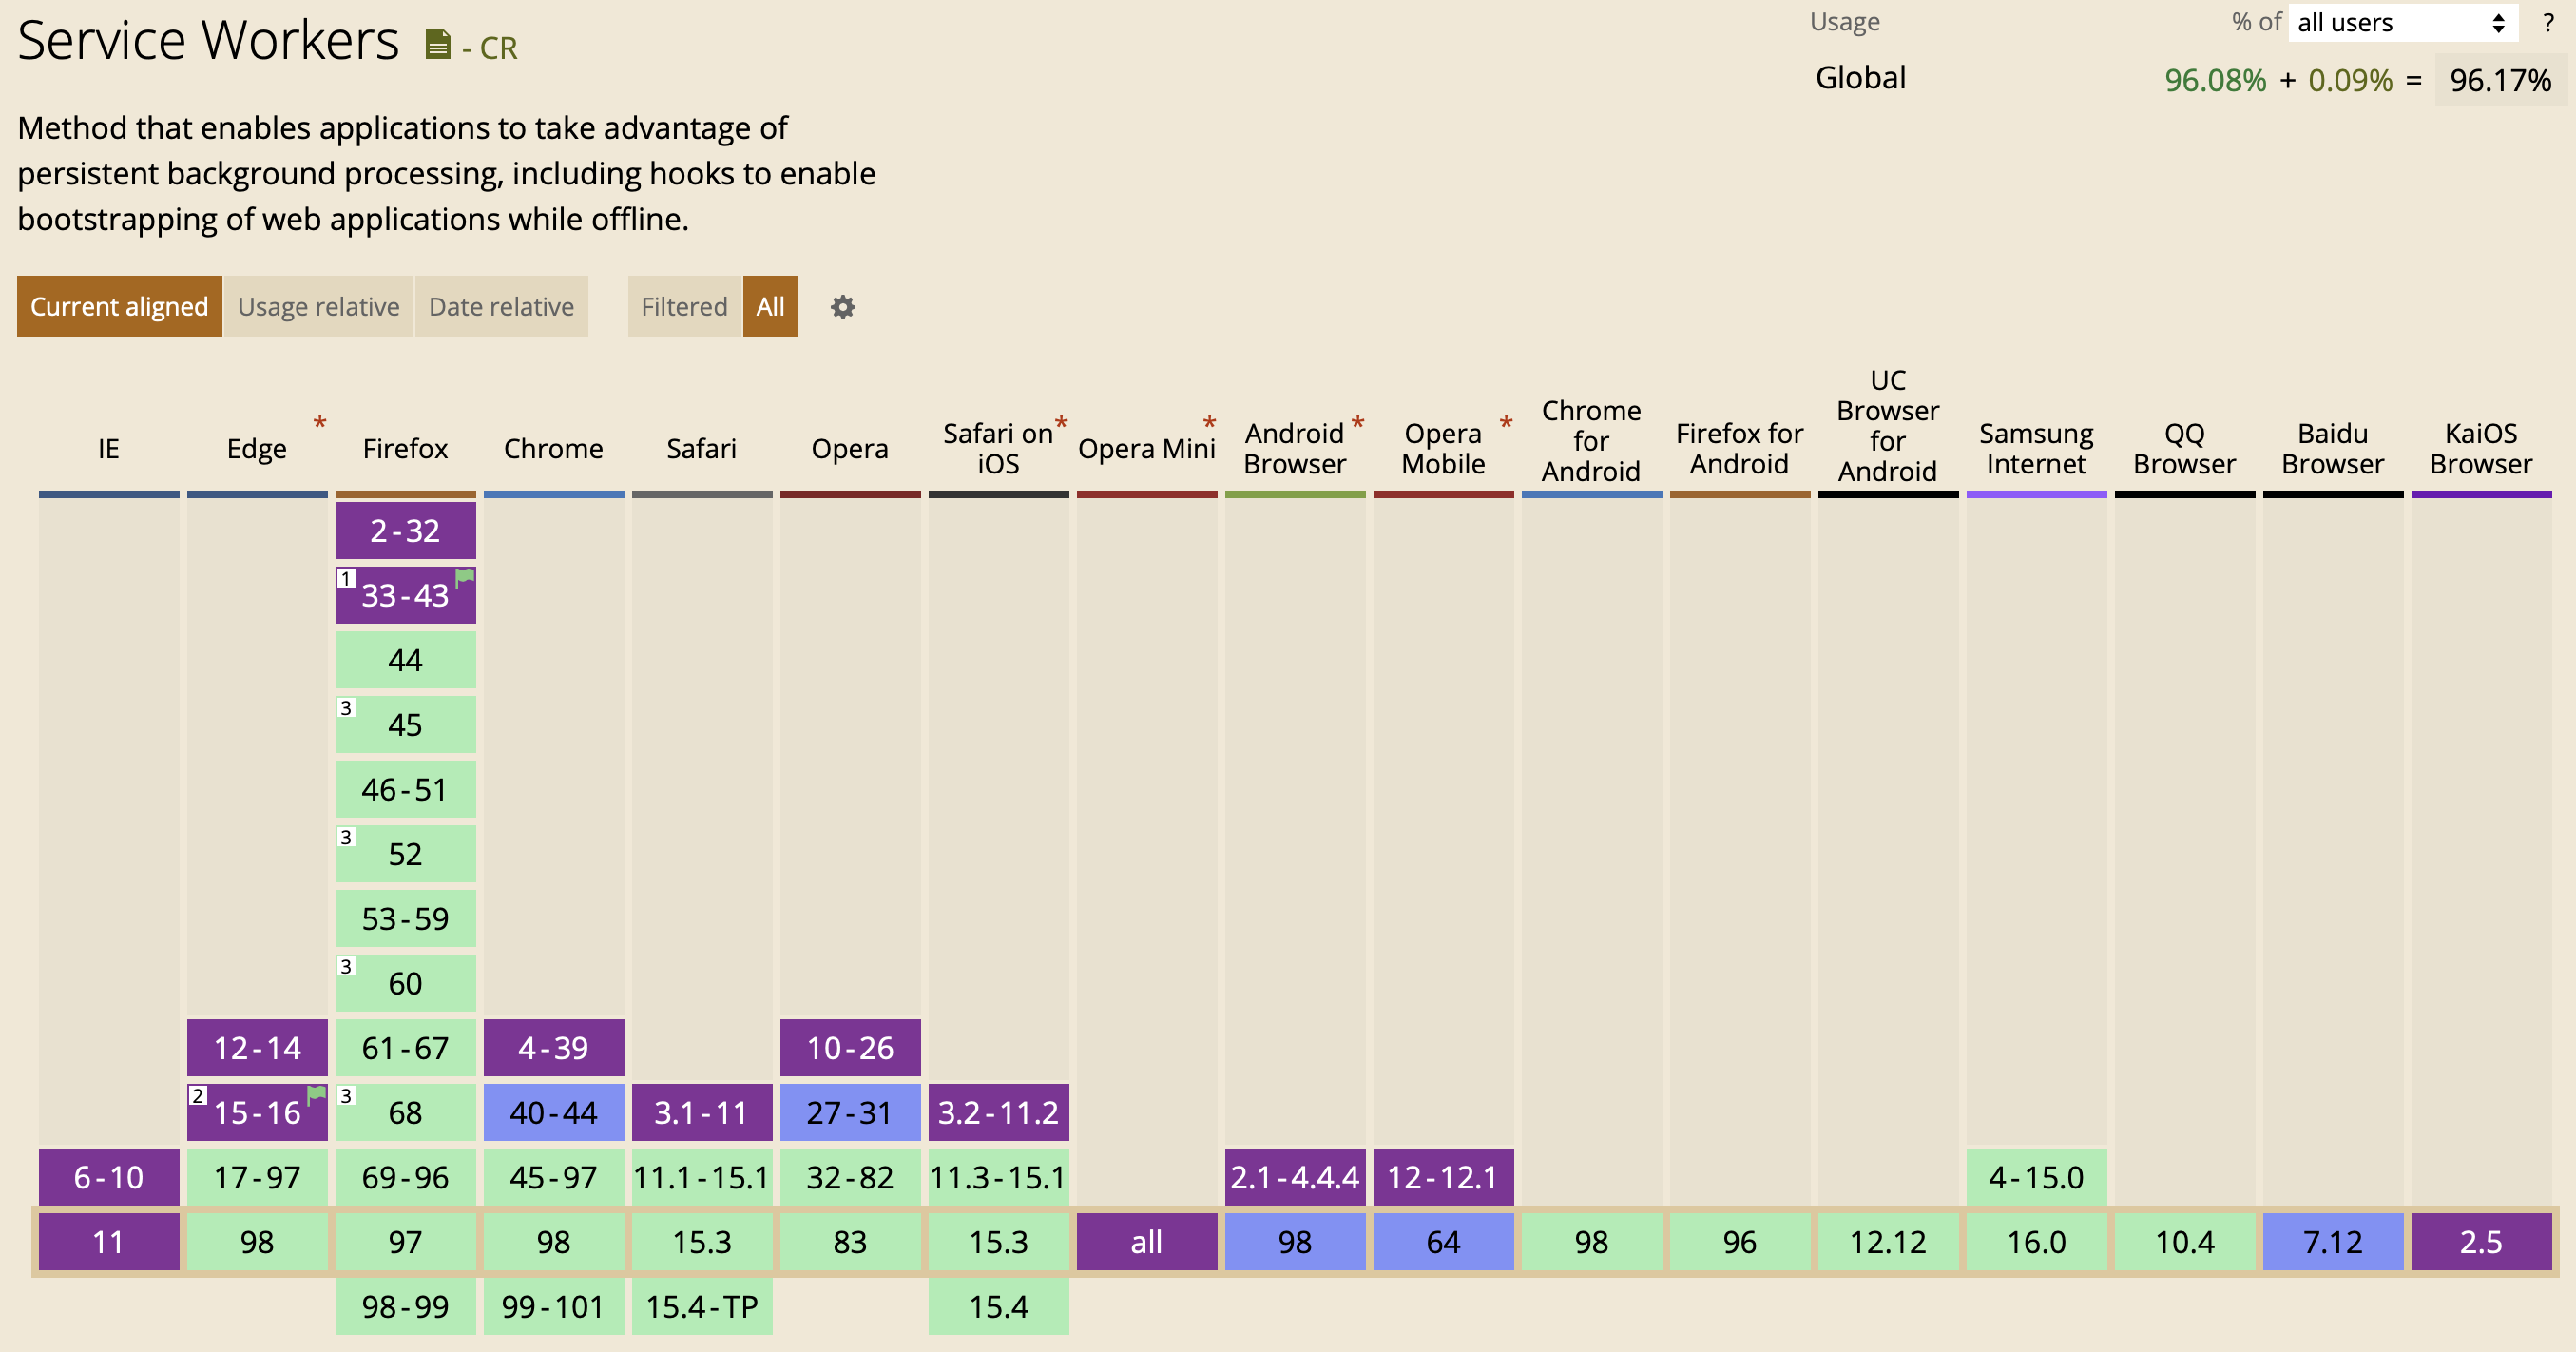 Service Workers - CR
Usage % of all users ?
Global 96.08% + 0.09% = 96.17%
Method that enables applications to take advantage of
persistent background processing, including hooks to enable
bootstrapping of web applications while offline.
Current aligned Usage relative Date relative Filtered All
IE Edge * Firefox Chrome Safari Opera Safari on iOS * Opera Mini * Android Browser * Opera Mobile * Chrome for Android Firefox for Android UC Browser for Android Samsung Internet QQ Browser Baidu Browser KaiOS Browser
2-32
1 33-43
44
3 45
46-51
3 52
53-59
3 60
12-14 61-67 4-39 10-26
2 15-16 3 68 40-44 3.1-11 27-31 3.2-11.2
6-10 17-97 69-96 45-97 11.1-15.1 32-82 11.3-15.1 2.1-4.4.4 12-12.1 4-15.0
11 98 97 98 15.3 83 15.3 all 98 64 98 96 12.12 16.0 10.4 7.12 2.5
98-99 99-101 15.4-TP 15.4